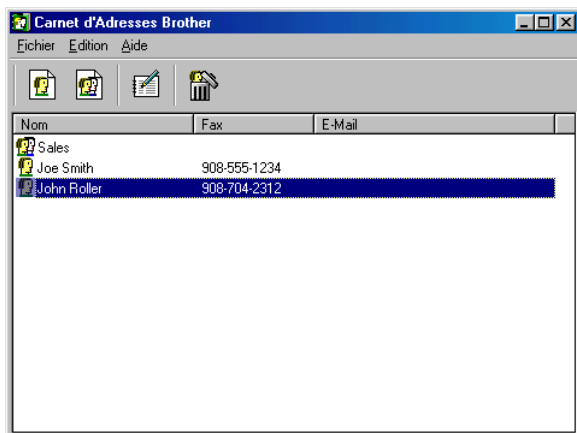 Carnet d'Adresses Brother
Fichier Edition Aide
Nom Fax E-Mail
Sales
Joe Smith 908-555-1234
John Roller 908-704-2312